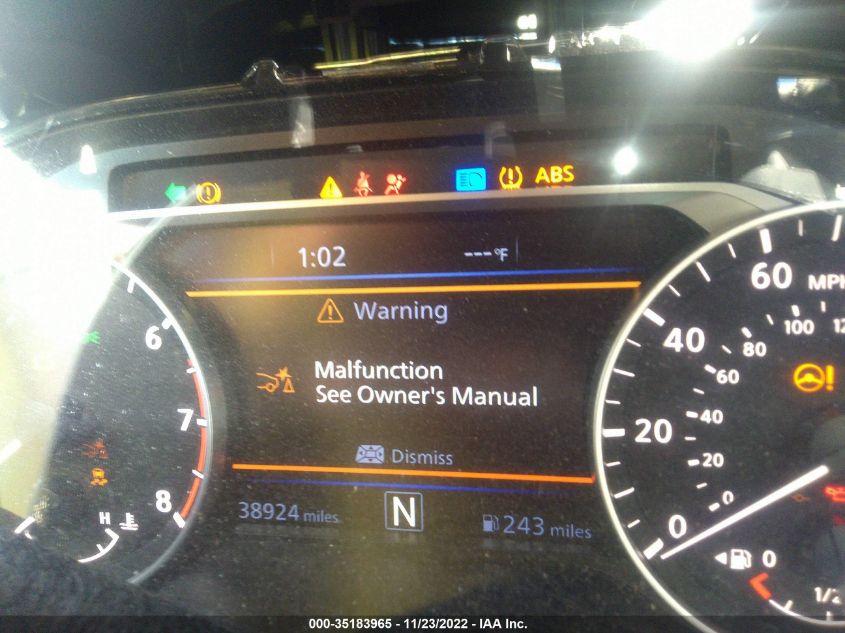 ABS
1:02 ---°F
Warning
Malfunction
See Owner's Manual
Dismiss
38924 miles N 243 miles
6
7
8
H
60 MPH
40
20
0
100
80
60
40
20
0
0
1/2
000-35183965 - 11/23/2022 - IAA Inc.